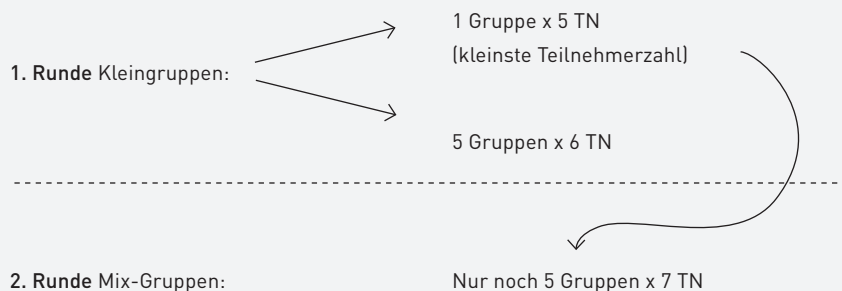 1 Gruppe x 5 TN
(kleinste Teilnehmerzahl)
1. Runde Kleingruppen:
5 Gruppen x 6 TN
2. Runde Mix-Gruppen:
Nur noch 5 Gruppen x 7 TN